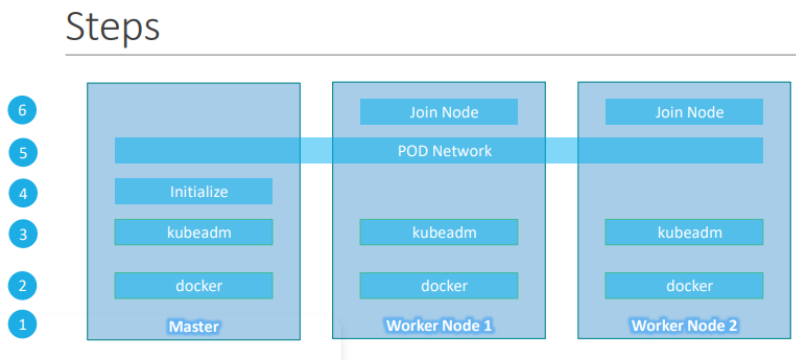 Steps
6 Join Node Join Node
5 POD Network
4 Initialize
3 kubeadm kubeadm kubeadm
2 docker docker docker
1 Master Worker Node 1 Worker Node 2